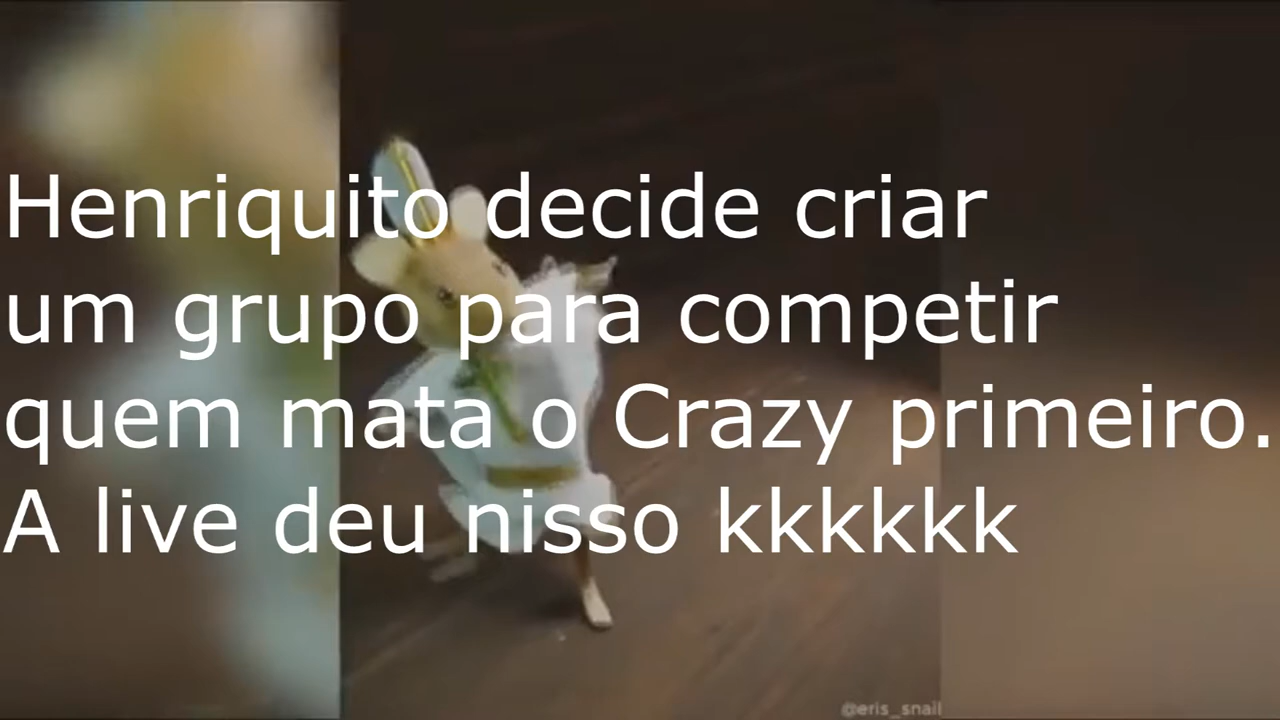 Henriquito decide criar
um grupo para competir
quem mata o Crazy primeiro.
A live deu nisso kkkkkk
@eris_snail